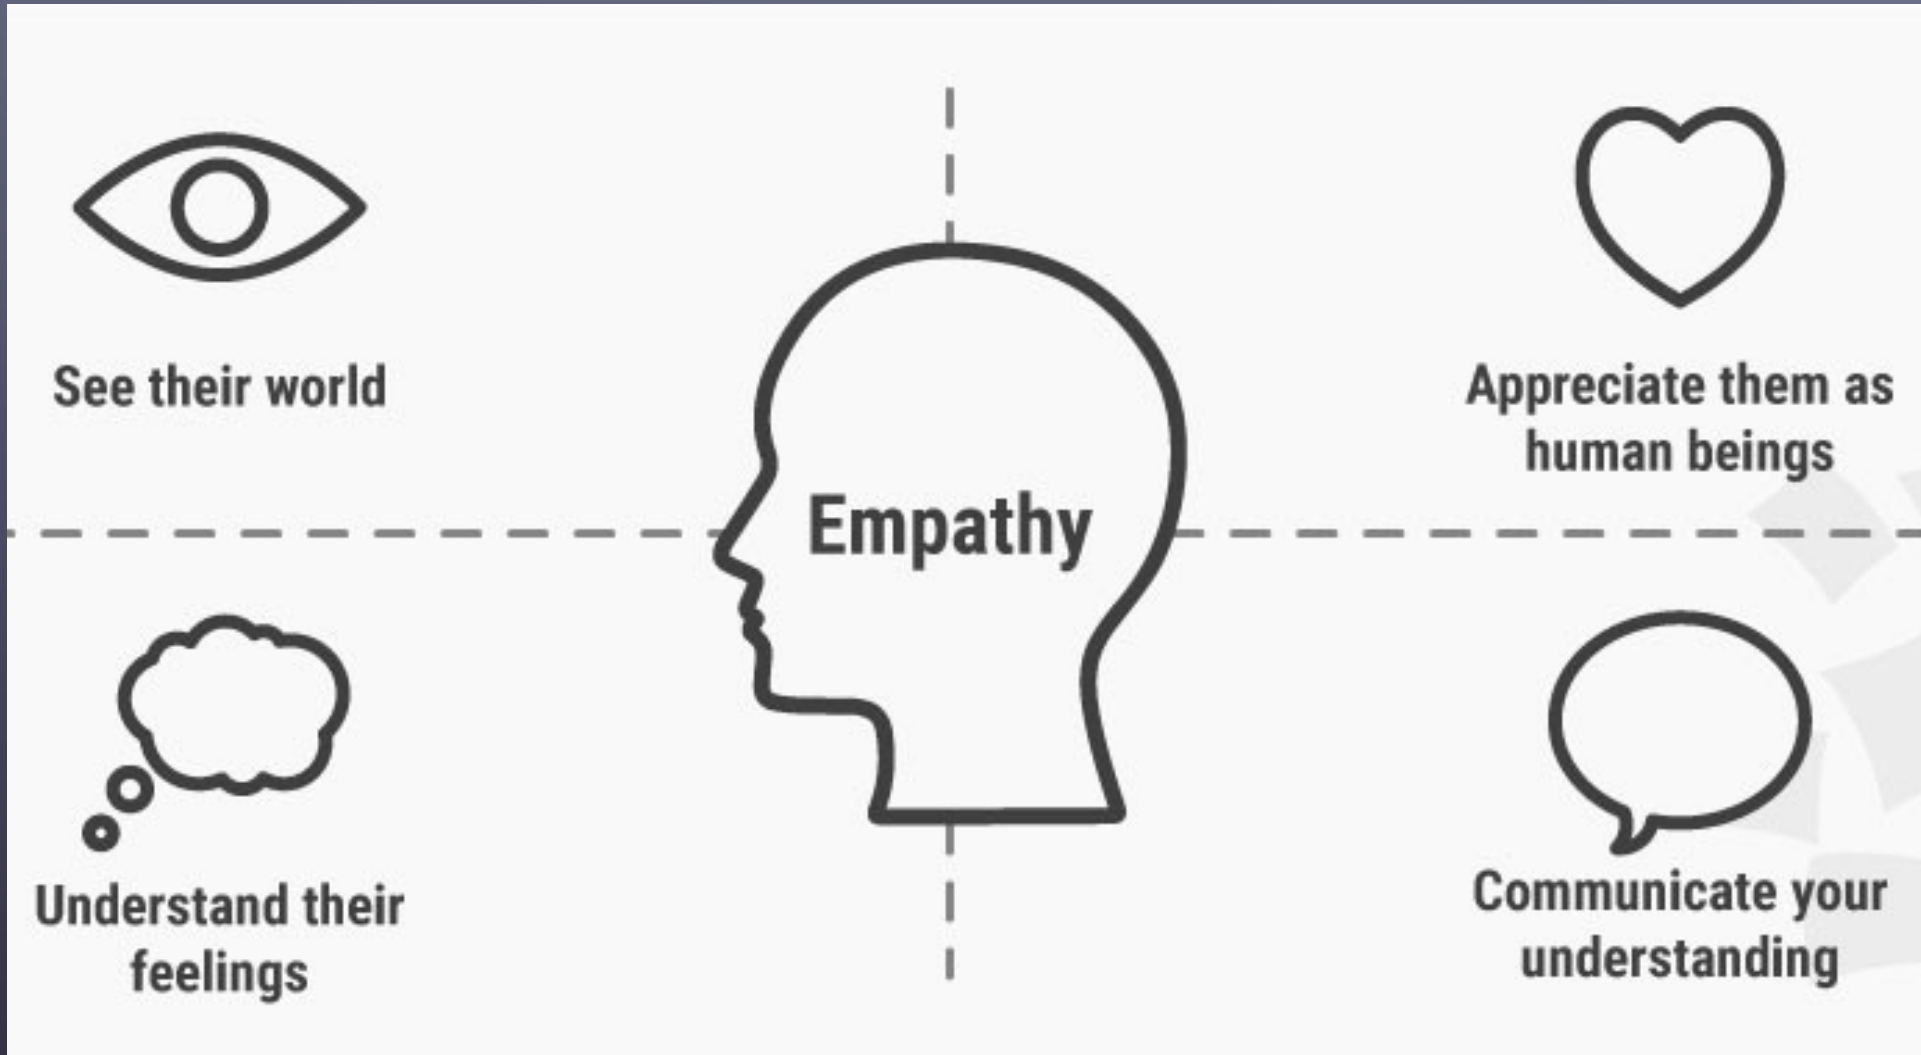 See their world
Appreciate them as
human beings
Empathy
Understand their
feelings
Communicate your
understanding